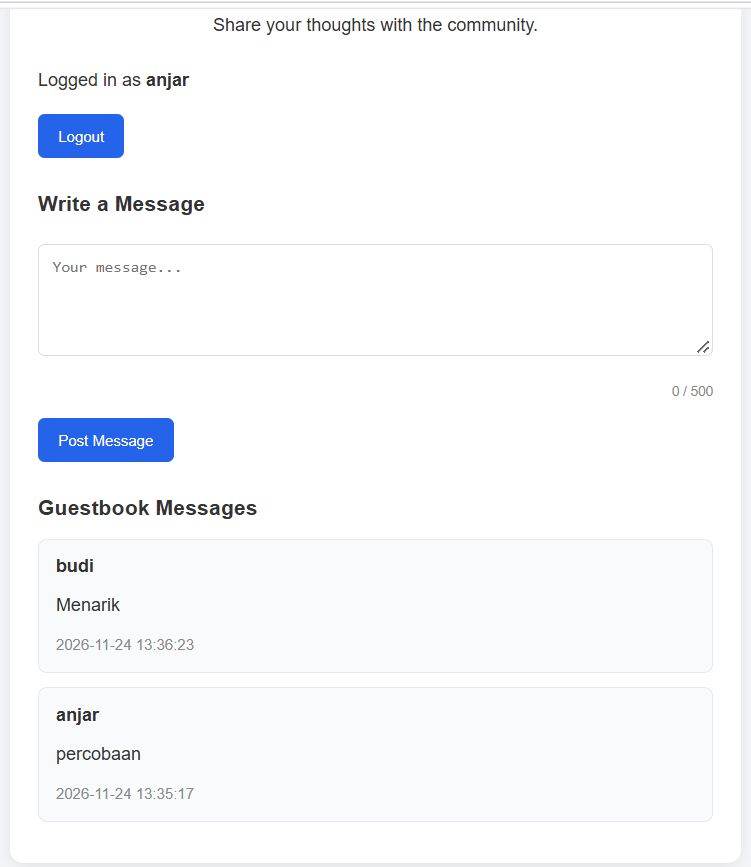 Share your thoughts with the community.
Logged in as anjar
Logout
Write a Message
Your message...
0 / 500
Post Message
Guestbook Messages
budi
Menarik
2026-11-24 13:36:23
anjar
percobaan
2026-11-24 13:35:17